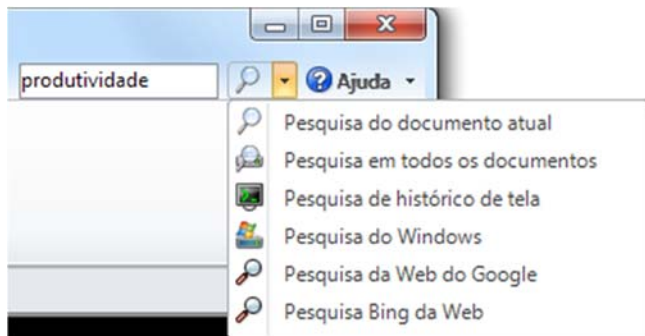 produtividade
Ajuda
Pesquisa do documento atual
Pesquisa em todos os documentos
Pesquisa de histórico de tela
Pesquisa do Windows
Pesquisa da Web do Google
Pesquisa Bing da Web